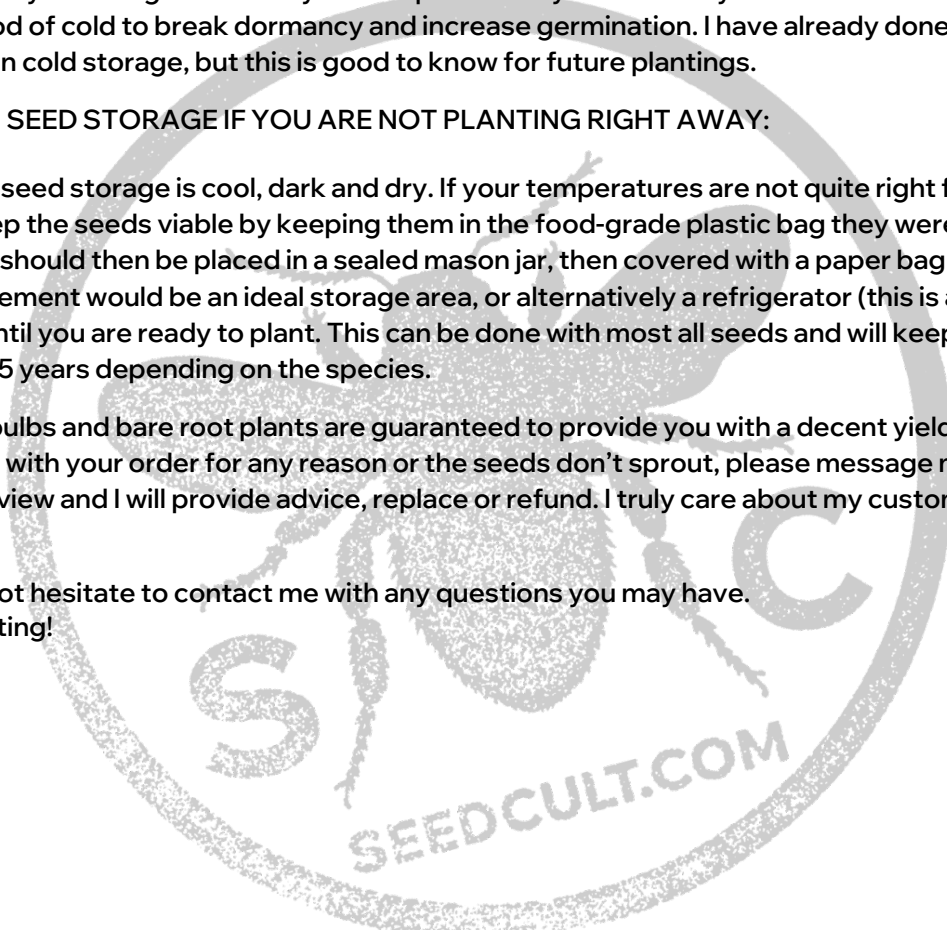 od of cold to break dormancy and increase germination. I have already done
n cold storage, but this is good to know for future plantings.
SEED STORAGE IF YOU ARE NOT PLANTING RIGHT AWAY:
seed storage is cool, dark and dry. If your temperatures are not quite right f
ep the seeds viable by keeping them in the food-grade plastic bag they were
should then be placed in a sealed mason jar, then covered with a paper bag
ement would be an ideal storage area, or alternatively a refrigerator (this is a
ntil you are ready to plant. This can be done with most all seeds and will keep
5 years depending on the species.
bulbs and bare root plants are guaranteed to provide you with a decent yield
with your order for any reason or the seeds don't sprout, please message m
view and I will provide advice, replace or refund. I truly care about my custom
ot hesitate to contact me with any questions you may have.
ting!
S C
SEEDCULT.COM